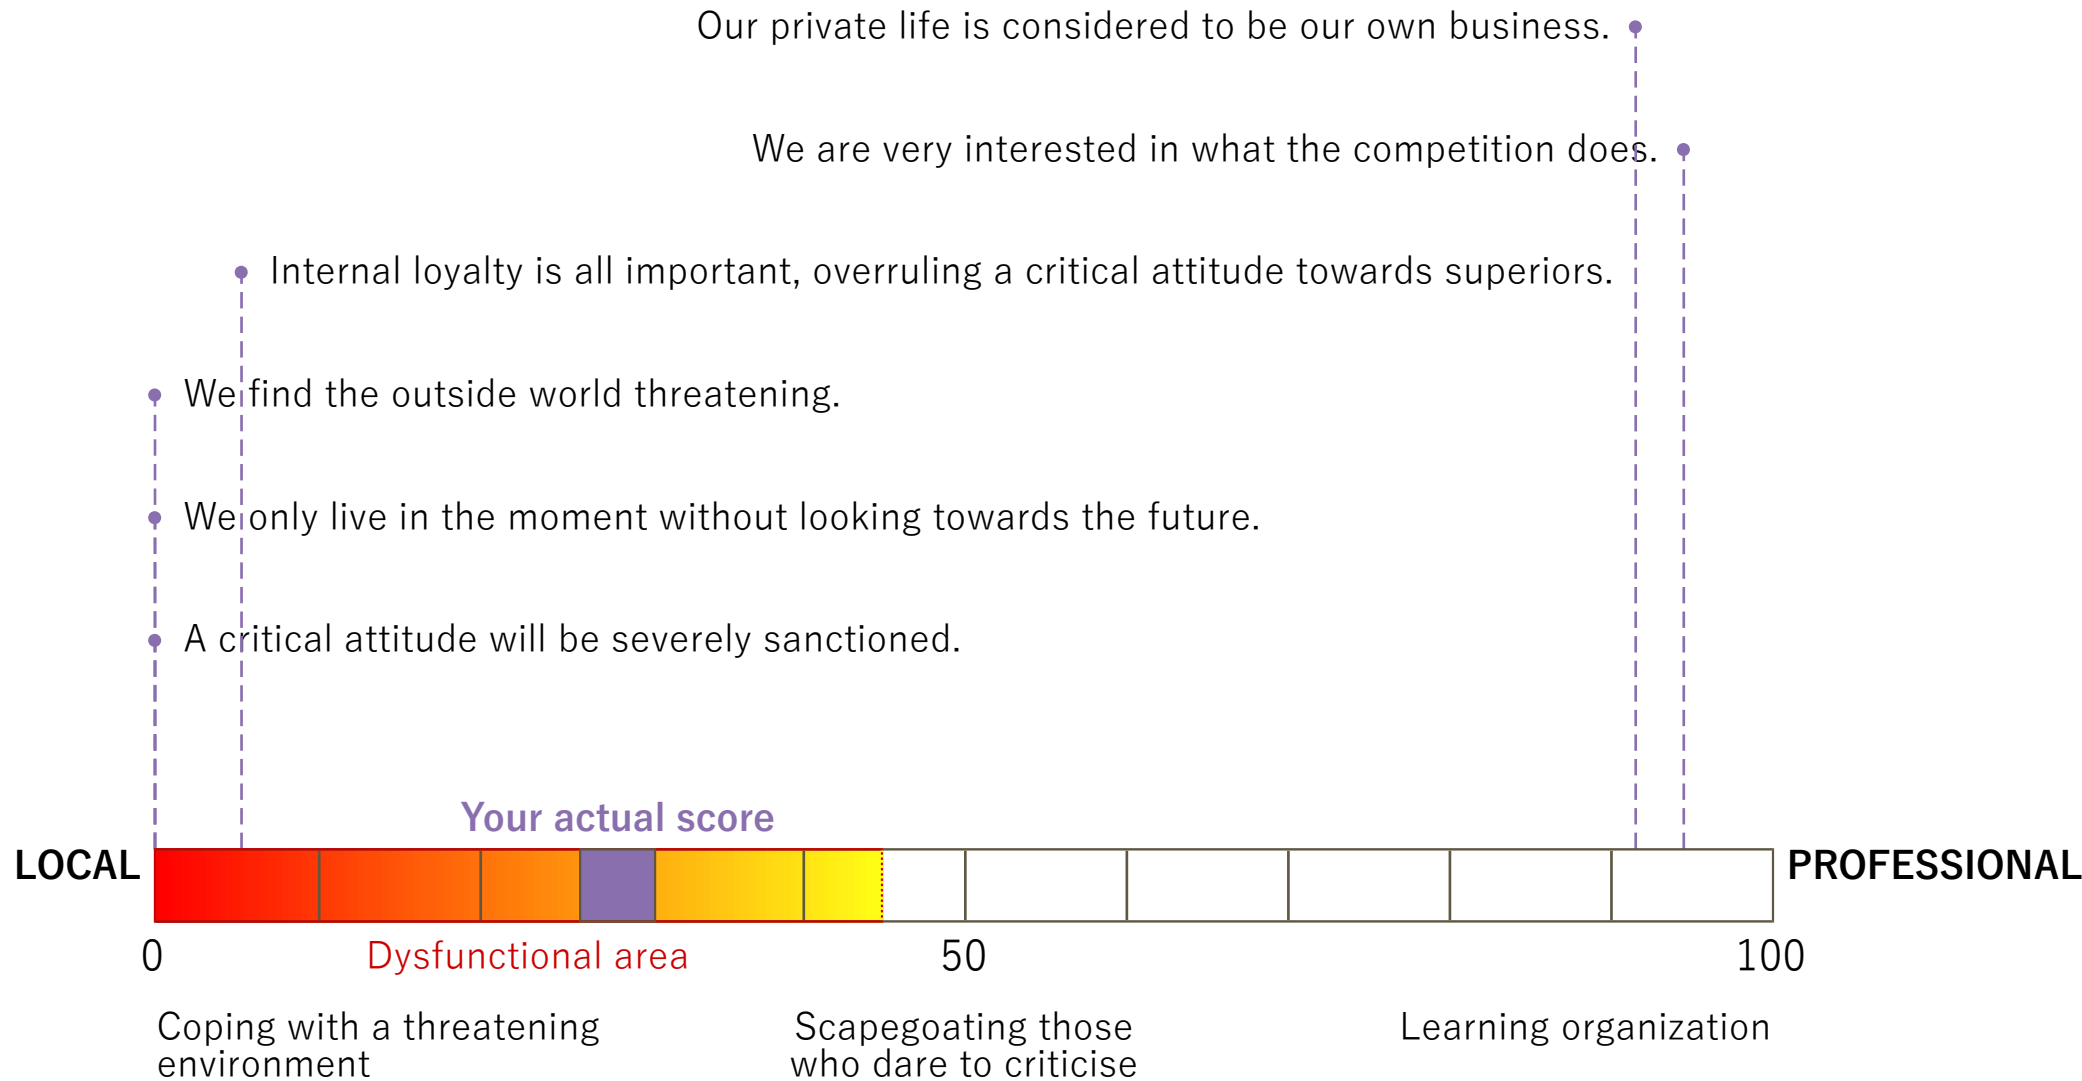 Our private life is considered to be our own business.
We are very interested in what the competition does.
Internal loyalty is all important, overruling a critical attitude towards superiors.
We find the outside world threatening.
We only live in the moment without looking towards the future.
A critical attitude will be severely sanctioned.
Your actual score
LOCAL
PROFESSIONAL
0
Dysfunctional area
50
100
Coping with a threatening
environment
Scapegoating those
who dare to criticise
Learning organization